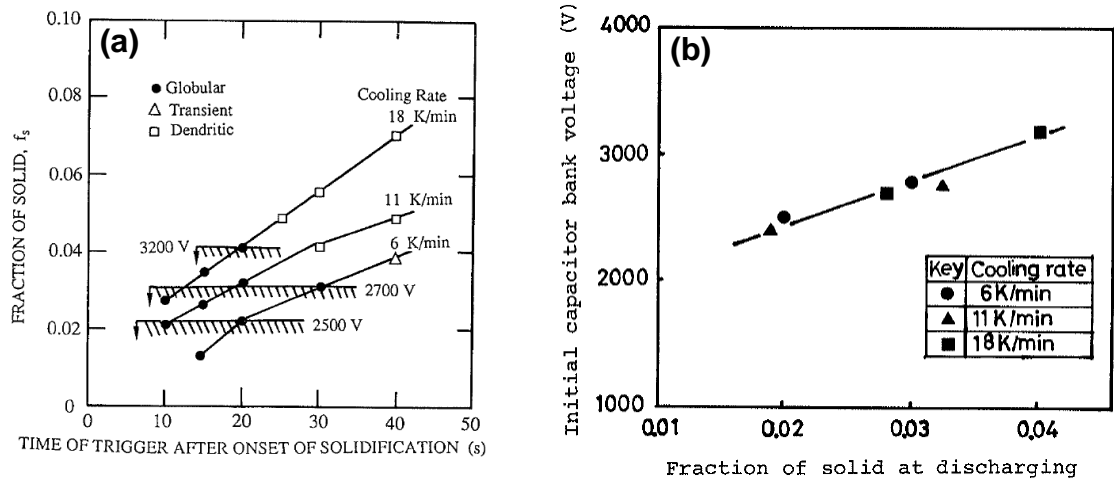 (a)
FRACTION OF SOLID, fs
0.10
0.08
0.06
0.04
0.02
0
● Globular
△ Transient
□ Dendritic
Cooling Rate
18 K/min
11 K/min
6 K/min
3200 V
2700 V
2500 V
0 10 20 30 40 50
TIME OF TRIGGER AFTER ONSET OF SOLIDIFICATION (s)
(b)
Initial capacitor bank voltage (V)
4000
3000
2000
1000
Key Cooling rate
● 6K/min
▲ 11K/min
■ 18K/min
0.01 0.02 0.03 0.04
Fraction of solid at discharging